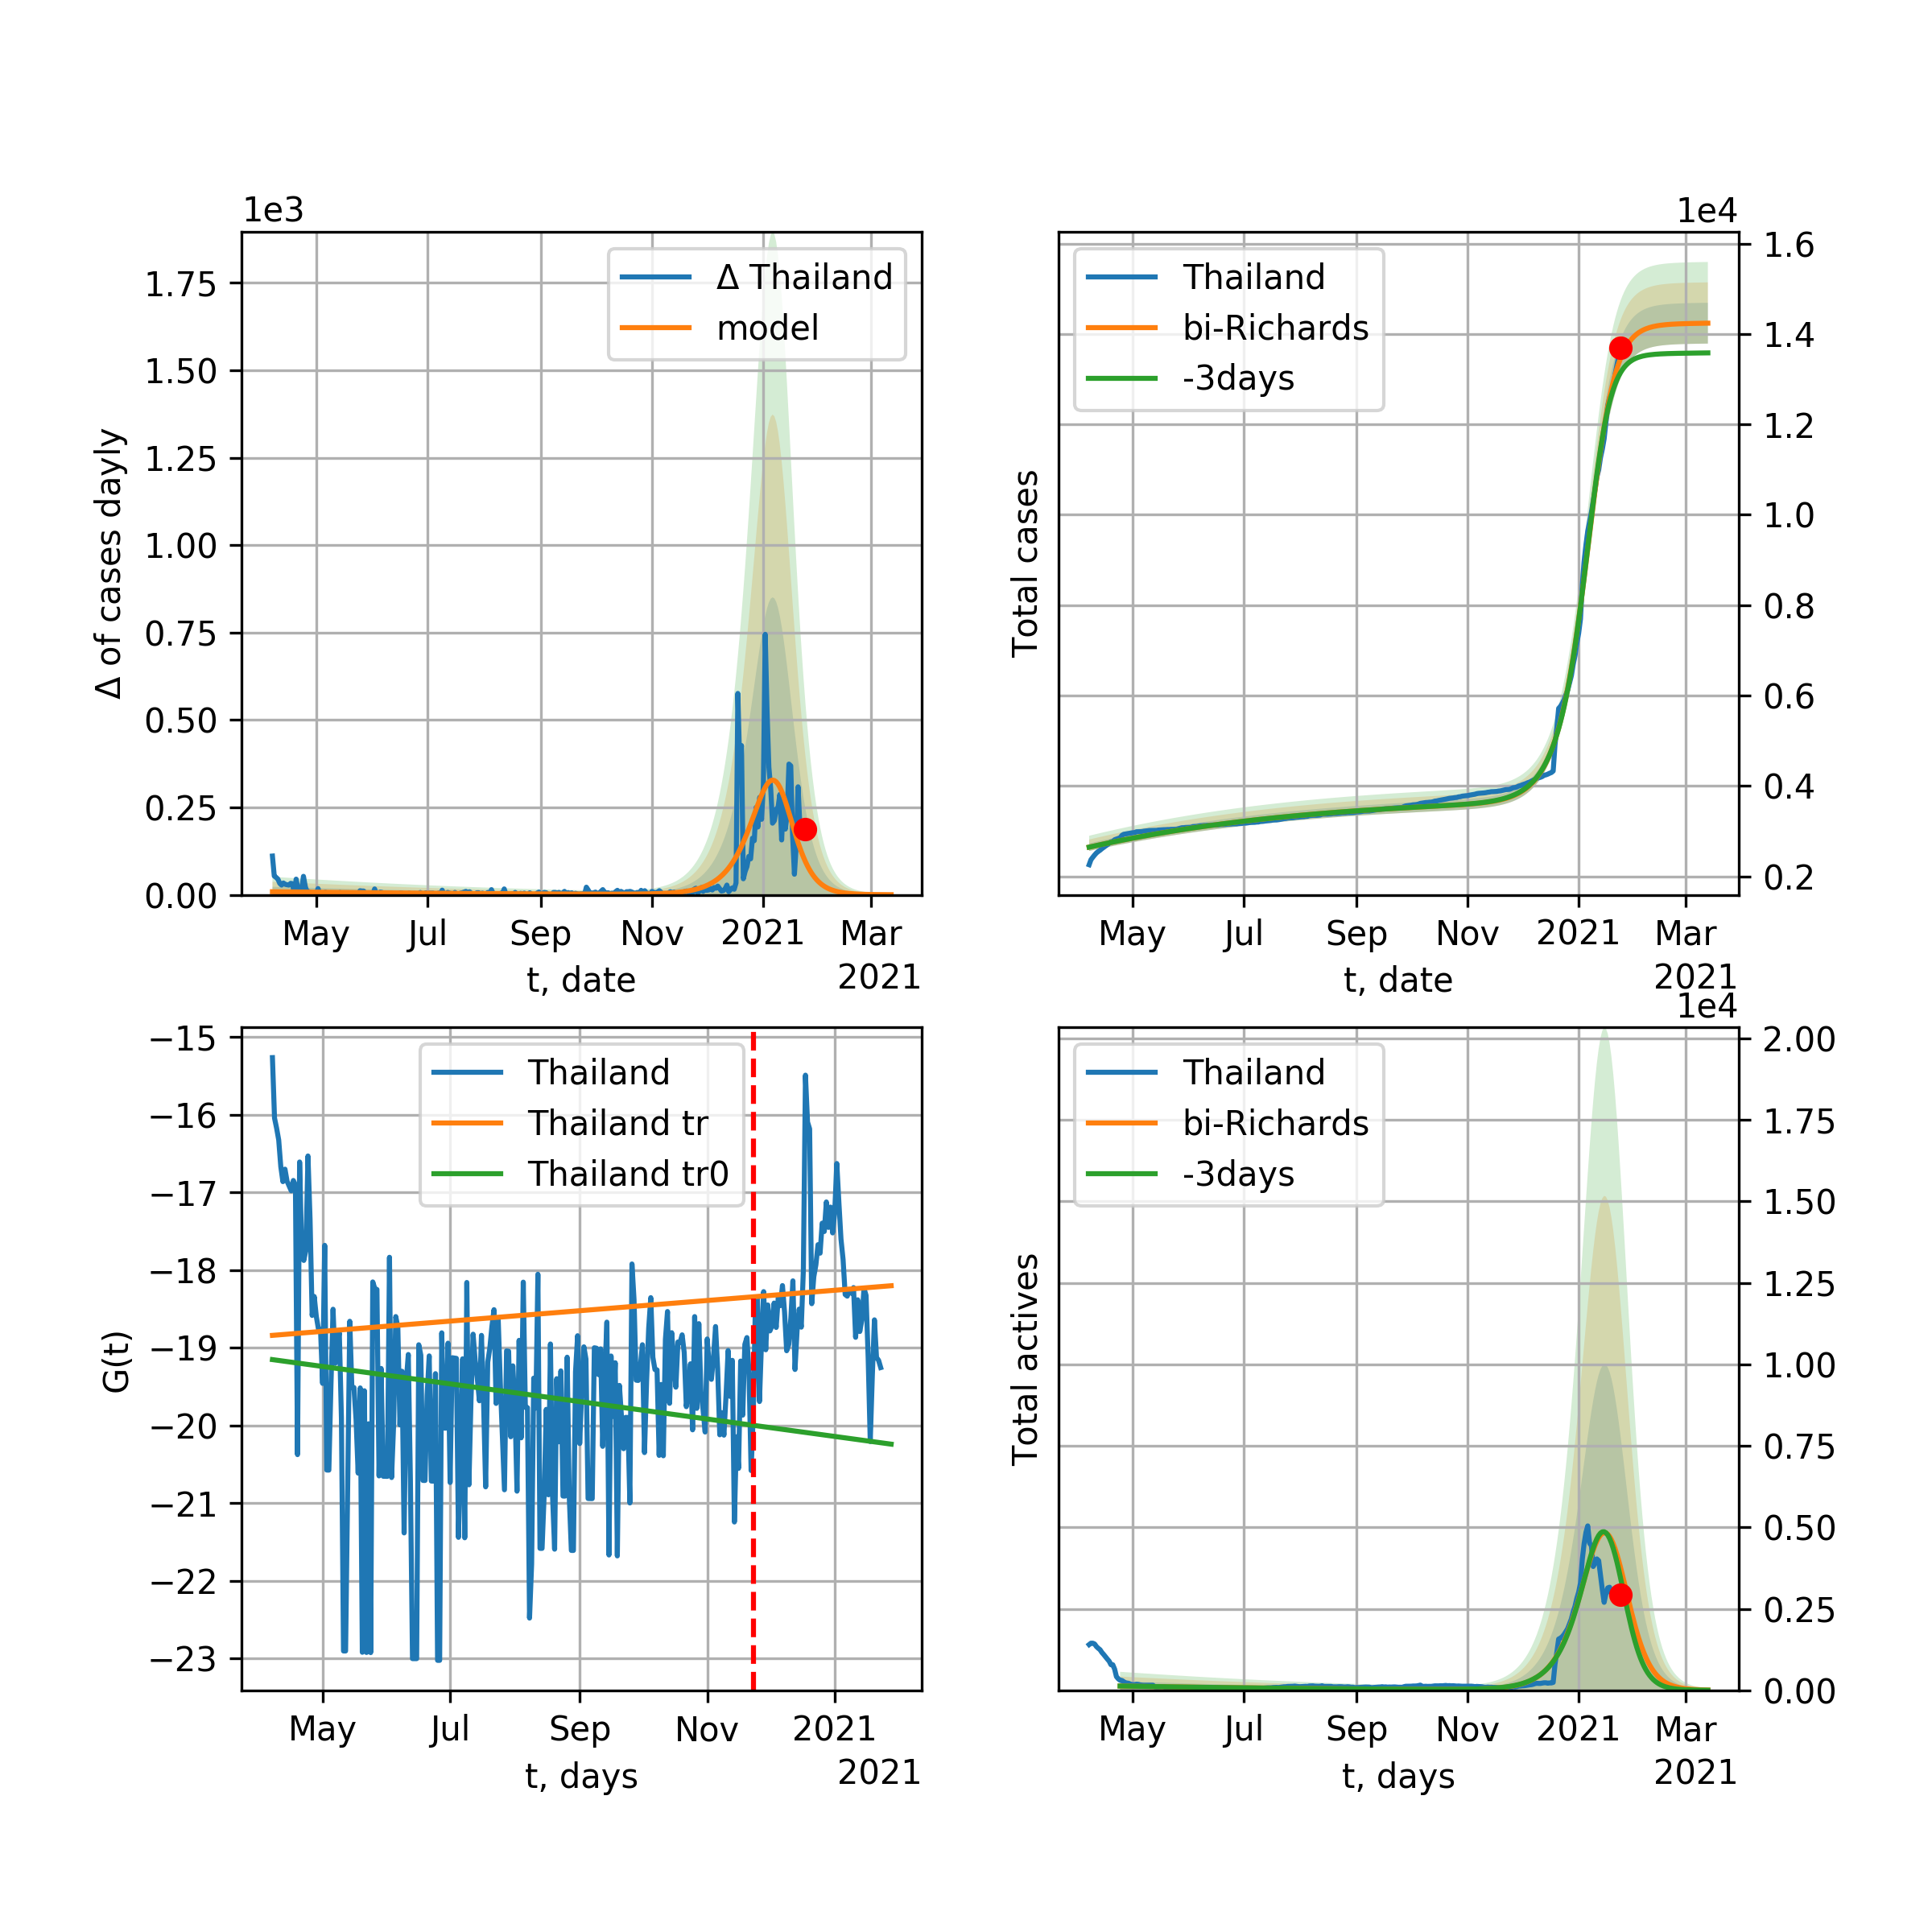 1e3
1.75
1.50
1.25
1.00
0.75
0.50
0.25
0.00
Δ of cases dayly
Δ Thailand
model
May Jul Sep Nov 2021 Mar
t, date
2021
1e4
1.6
1.4
1.2
1.0
0.8
0.6
0.4
0.2
Total cases
Thailand
bi-Richards
-3days
May Jul Sep Nov 2021 Mar
t, date
2021
−15
−16
−17
−18
−19
−20
−21
−22
−23
G(t)
Thailand
Thailand tr
Thailand tr0
May Jul Sep Nov 2021
t, days
2021
1e4
2.00
1.75
1.50
1.25
1.00
0.75
0.50
0.25
0.00
Total actives
Thailand
bi-Richards
-3days
May Jul Sep Nov 2021 Mar
t, days
2021